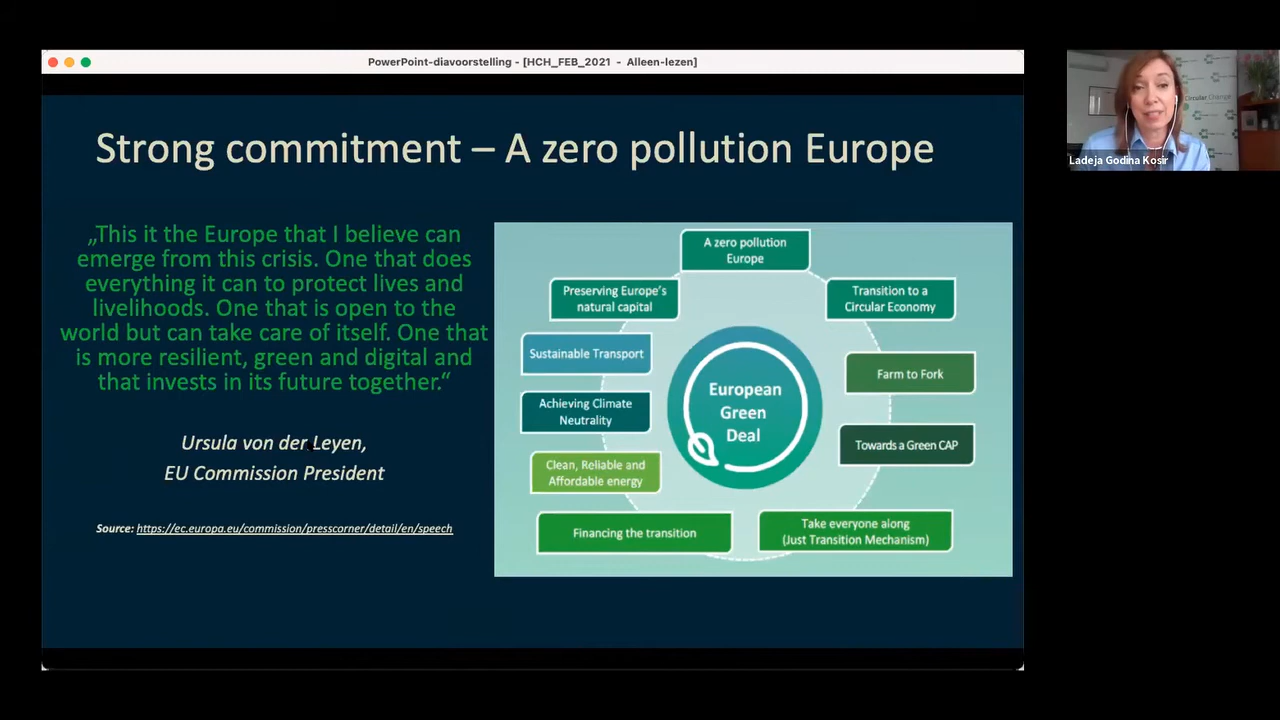 PowerPoint-diavoorstelling - [HCH_FEB_2021 - Alleen-lezen]
Strong commitment – A zero pollution Europe
„This it the Europe that I believe can
emerge from this crisis. One that does
everything it can to protect lives and
livelihoods. One that is open to the
world but can take care of itself. One that
is more resilient, green and digital and
that invests in its future together.“
Ursula von der Leyen,
EU Commission President
Source: https://ec.europa.eu/commission/presscorner/detail/en/speech
A zero pollution
Europe
Preserving Europe's
natural capital
Transition to a
Circular Economy
Sustainable Transport
Farm to Fork
Achieving Climate
Neutrality
European
Green
Deal
Towards a Green CAP
Clean, Reliable and
Affordable energy
Financing the transition
Take everyone along
(Just Transition Mechanism)
Circular Change
Ladeja Godina Kosir